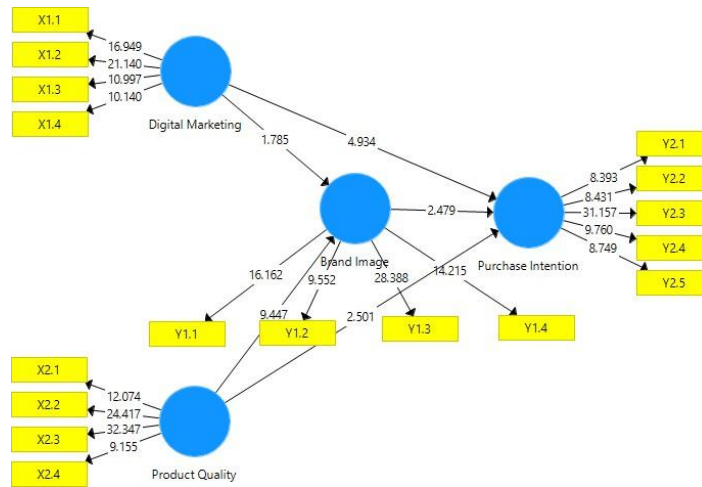 X1.1
16.949
X1.2
21.140
X1.3
10.997
X1.4
10.140
Digital Marketing
1.785
4.934
Y2.1
8.393
Y2.2
8.431
2.479
31.157
Y2.3
9.760
Y2.4
8.749
Y2.5
Brand Image
Purchase Intention
16.162
9.552
28.388
14.215
9.447
2.501
Y1.1
Y1.2
Y1.3
Y1.4
X2.1
12.074
X2.2
24.417
X2.3
32.347
9.155
X2.4
Product Quality